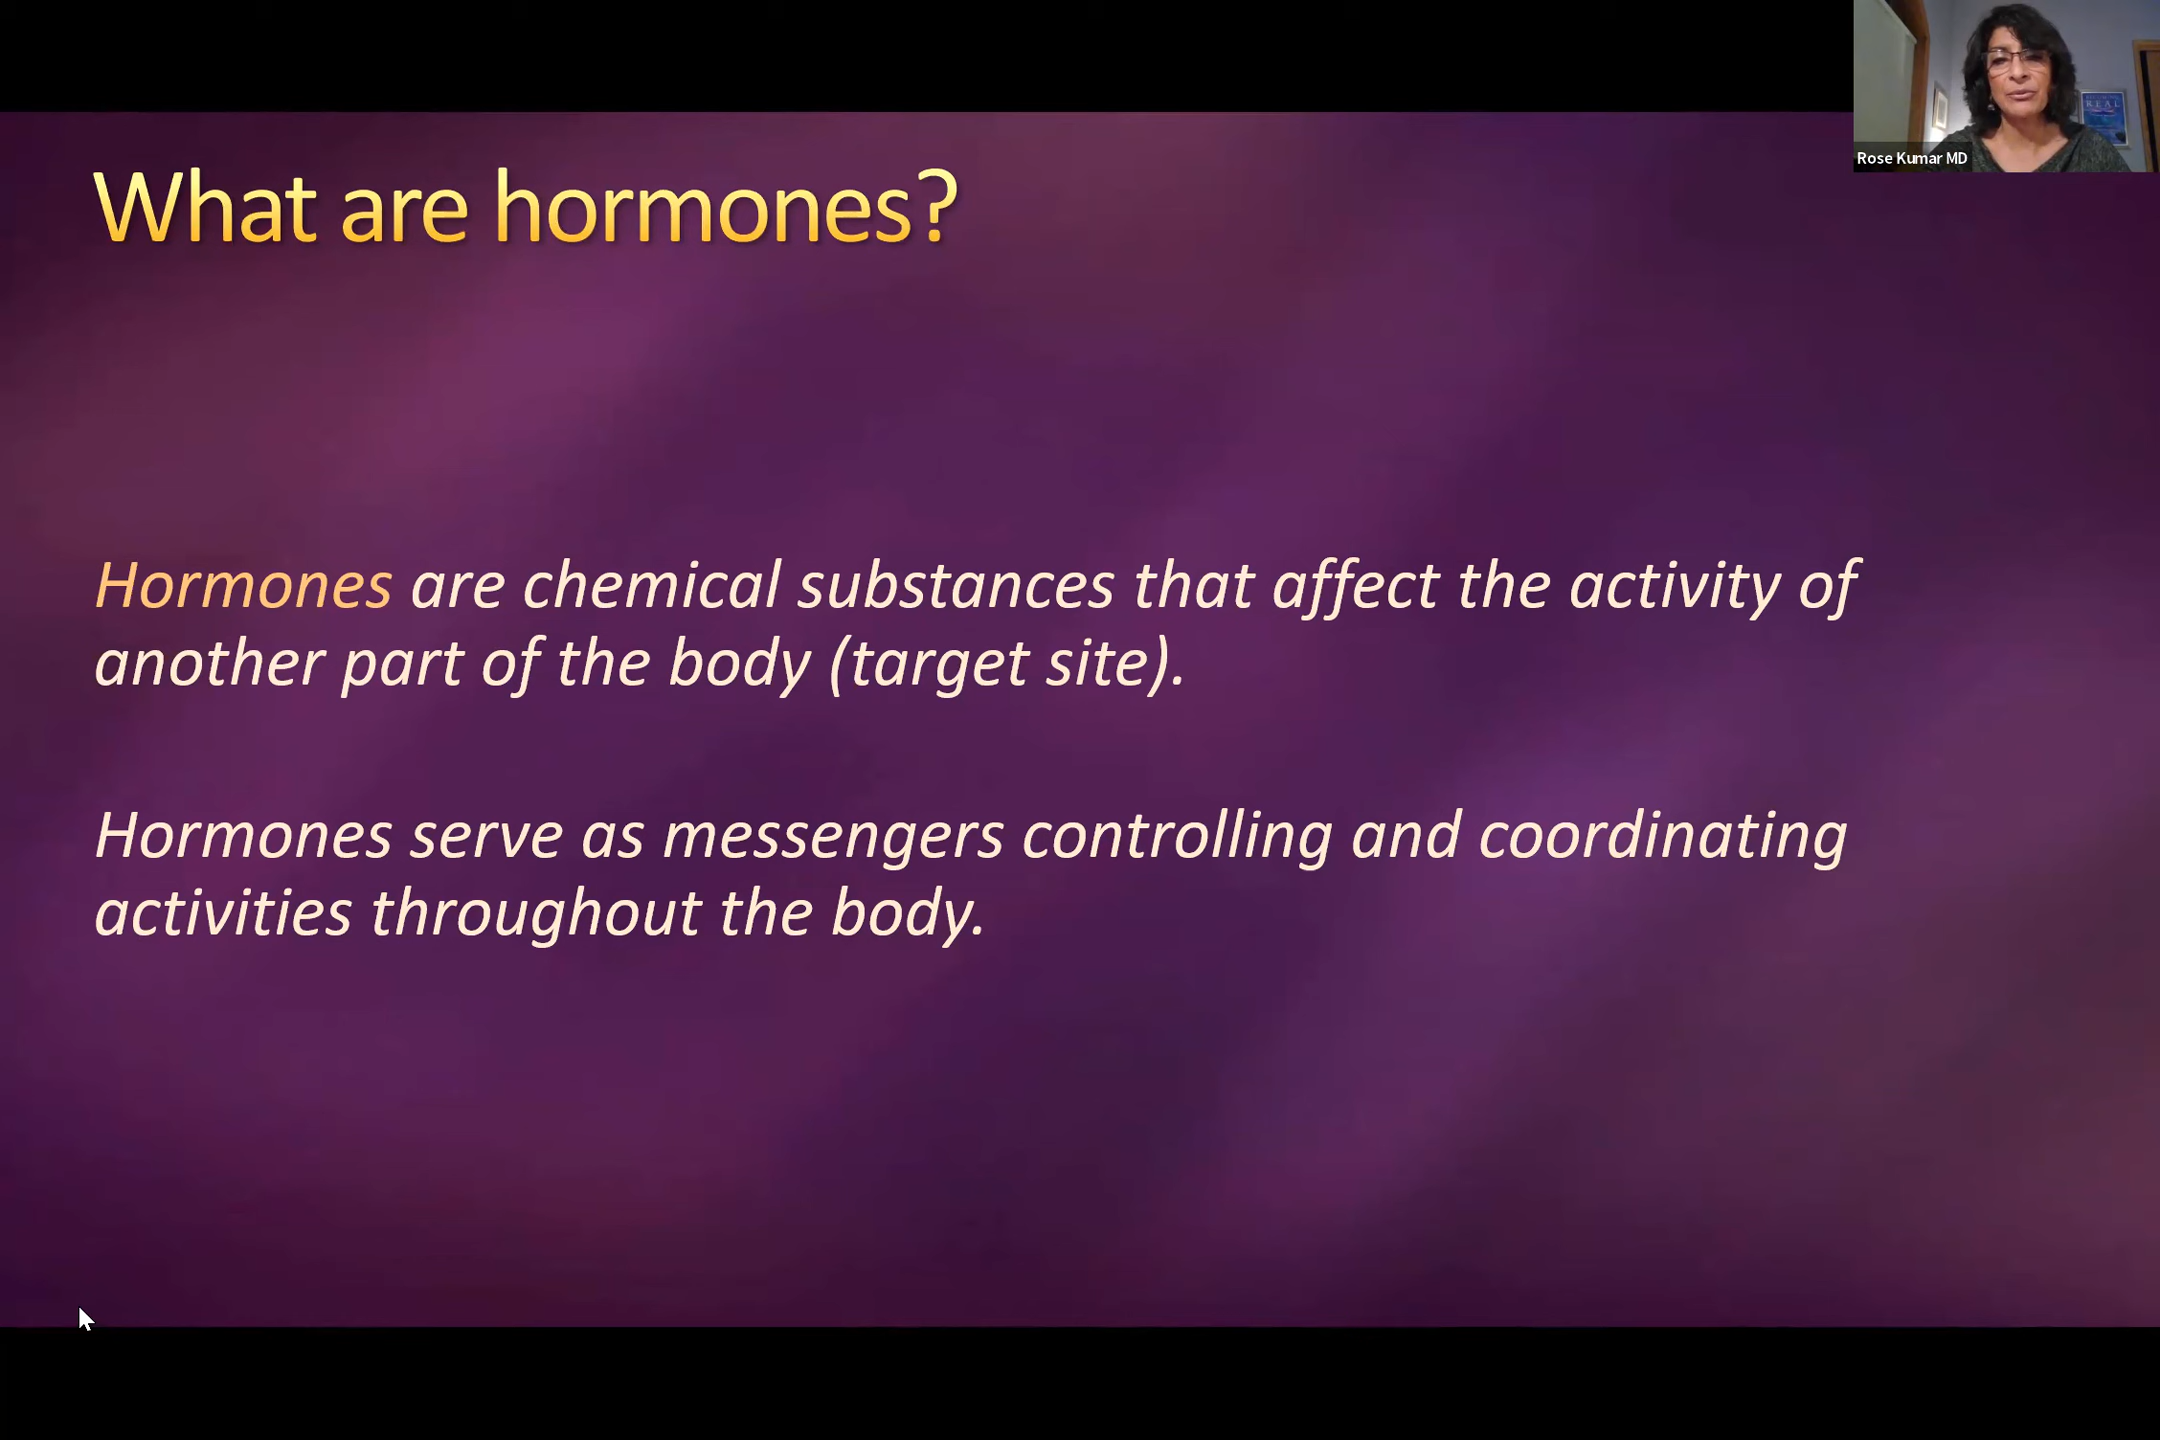 What are hormones?
Rose Kumar MD
REAL
Hormones are chemical substances that affect the activity of
another part of the body (target site).
Hormones serve as messengers controlling and coordinating
activities throughout the body.